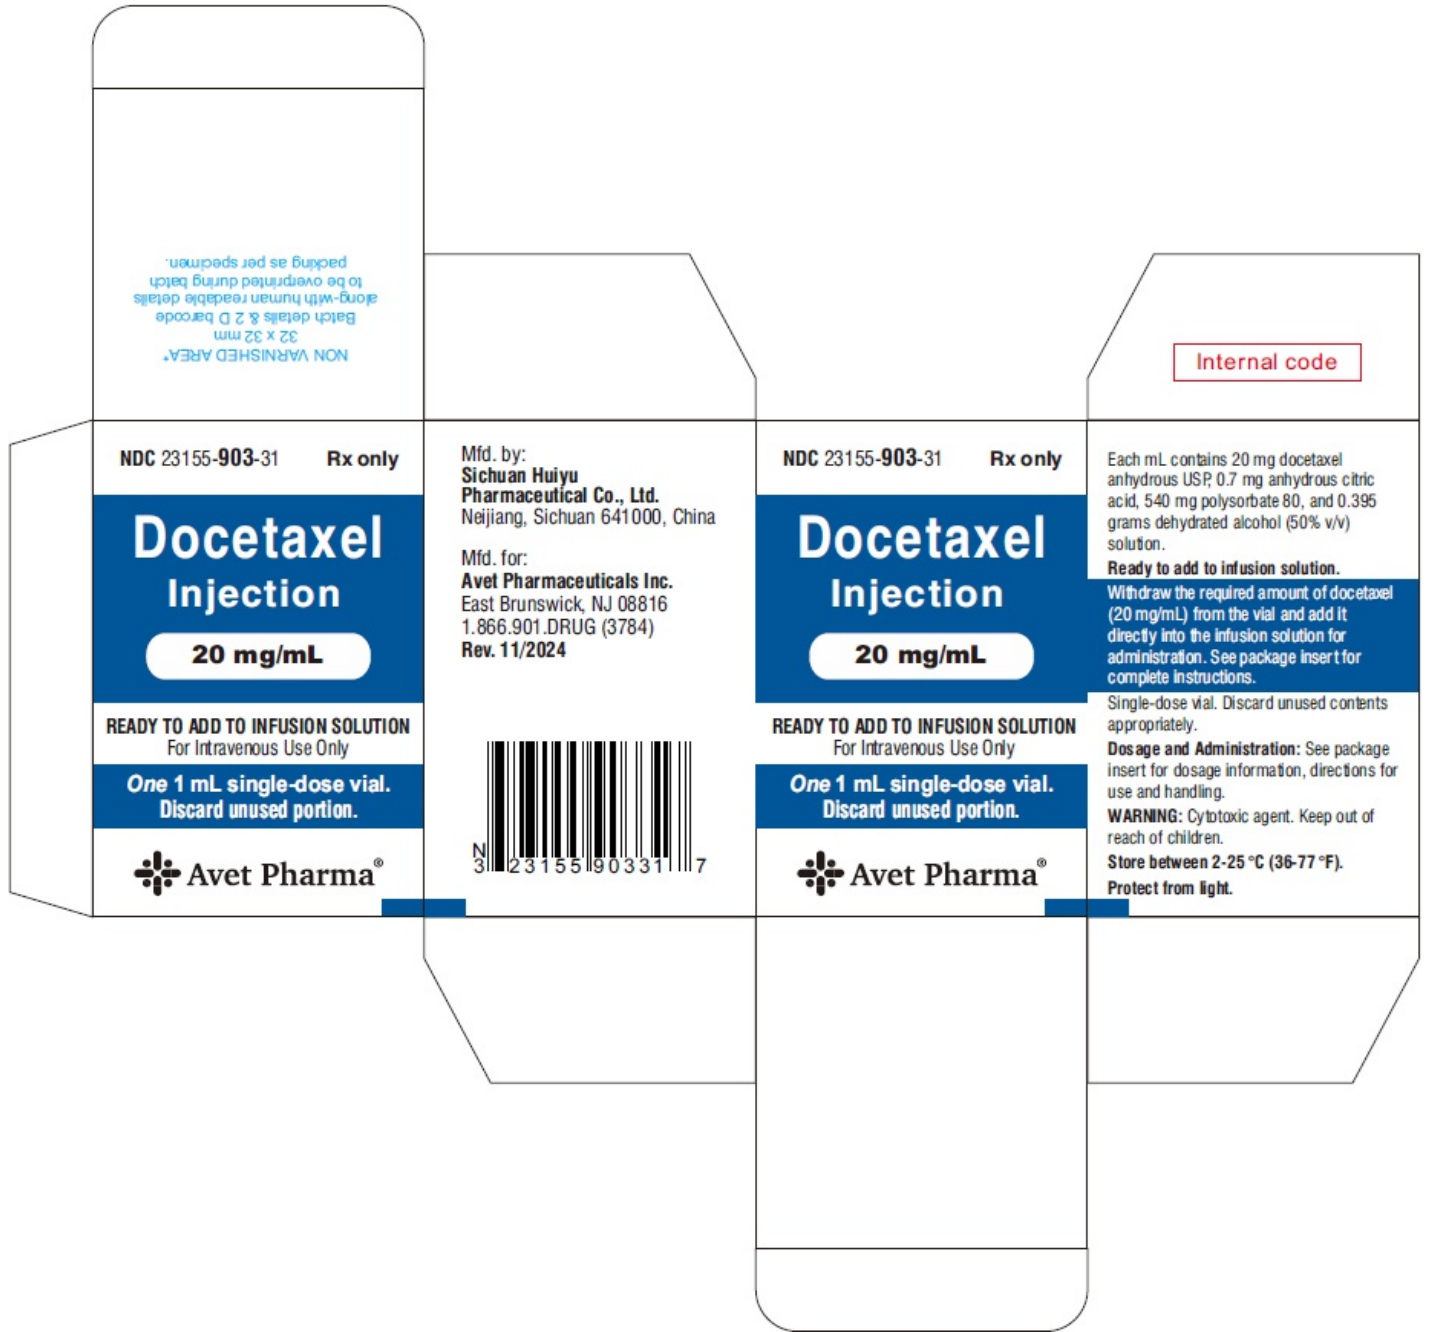 NON VARNISHED AREA*
32 x 32 mm
Batch details & 2 D barcode
along-with human readable details
to be overprinted during batch
packing as per specimen.
NDC 23155-903-31 Rx only
Docetaxel
Injection
20 mg/mL
READY TO ADD TO INFUSION SOLUTION
For Intravenous Use Only
One 1 mL single-dose vial.
Discard unused portion.
Avet Pharma®
Mfd. by:
Sichuan Huiyu
Pharmaceutical Co., Ltd.
Neijiang, Sichuan 641000, China
Mfd. for:
Avet Pharmaceuticals Inc.
East Brunswick, NJ 08816
1.866.901.DRUG (3784)
Rev. 11/2024
N
3 23155 90331 7
NDC 23155-903-31 Rx only
Docetaxel
Injection
20 mg/mL
READY TO ADD TO INFUSION SOLUTION
For Intravenous Use Only
One 1 mL single-dose vial.
Discard unused portion.
Avet Pharma®
Internal code
Each mL contains 20 mg docetaxel
anhydrous USP, 0.7 mg anhydrous citric
acid, 540 mg polysorbate 80, and 0.395
grams dehydrated alcohol (50% v/v)
solution.
Ready to add to infusion solution.
Withdraw the required amount of docetaxel
(20 mg/mL) from the vial and add it
directly into the infusion solution for
administration. See package insert for
complete instructions.
Single-dose vial. Discard unused contents
appropriately.
Dosage and Administration: See package
insert for dosage information, directions for
use and handling.
WARNING: Cytotoxic agent. Keep out of
reach of children.
Store between 2-25 °C (36-77 °F).
Protect from light.